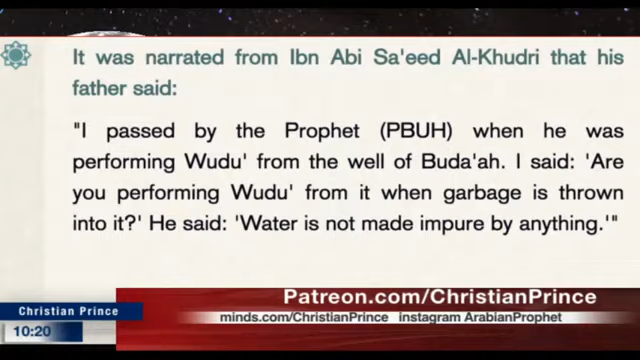 It was narrated from Ibn Abi Sa'eed Al-Khudri that his
father said:
"I passed by the Prophet (PBUH) when he was
performing Wudu' from the well of Buda'ah. I said: 'Are
you performing Wudu' from it when garbage is thrown
into it?' He said: 'Water is not made impure by anything.'"
Patreon.com/ChristianPrince
Christian Prince
minds.com/ChristianPrince instagram ArabianProphet
10:20